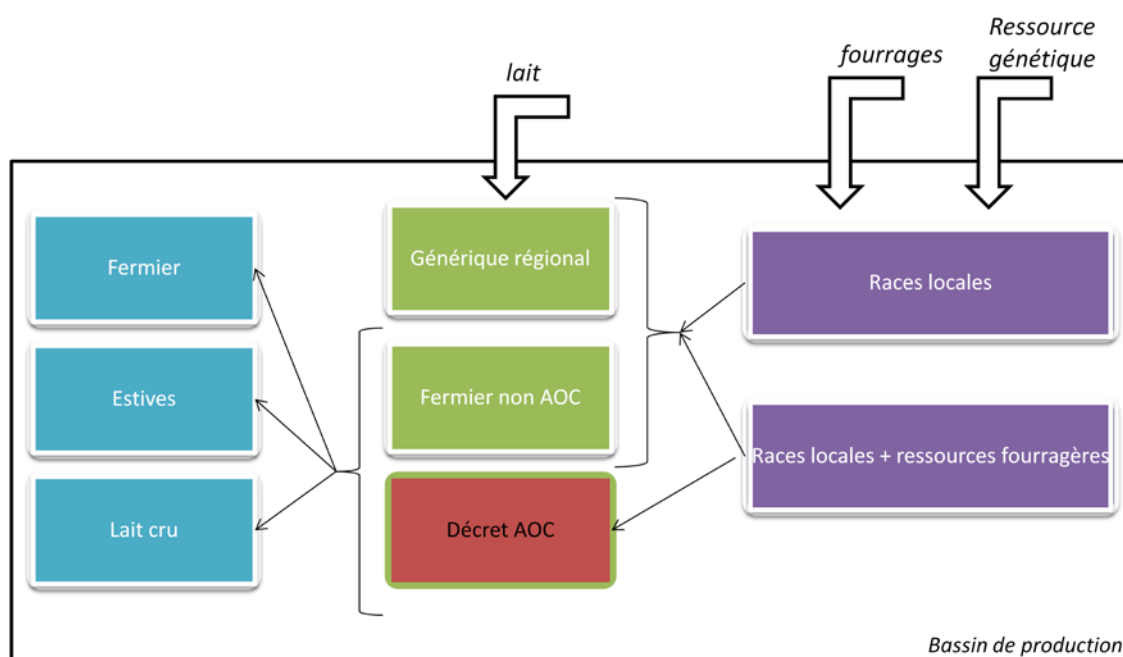 lait
fourrages
Ressource
génétique
Fermier
Générique régional
Races locales
Estives
Fermier non AOC
Races locales + ressources fourragères
Lait cru
Décret AOC
Bassin de production